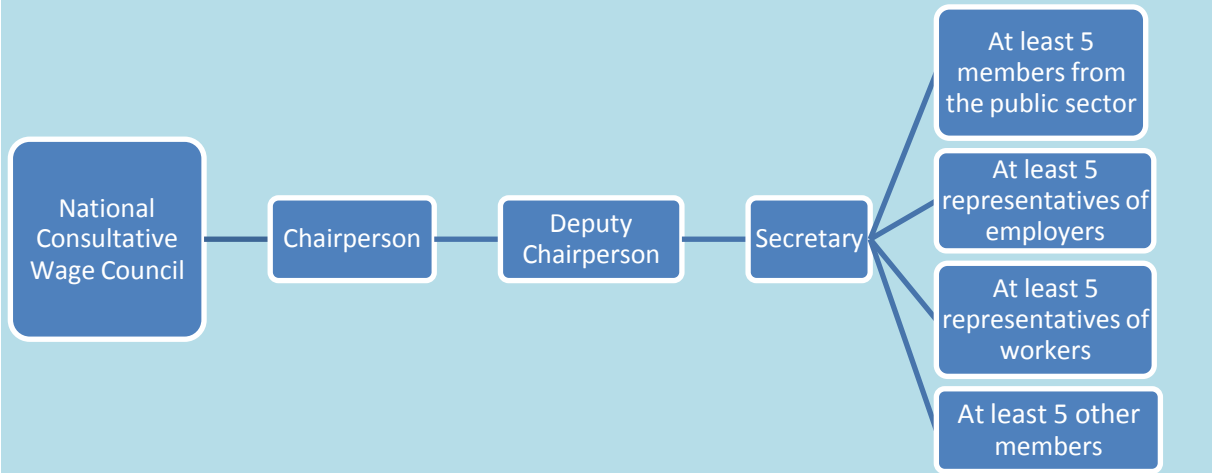 National
Consultative
Wage Council
Chairperson
Deputy
Chairperson
Secretary
At least 5
members from
the public sector
At least 5
representatives of
employers
At least 5
representatives of
workers
At least 5 other
members